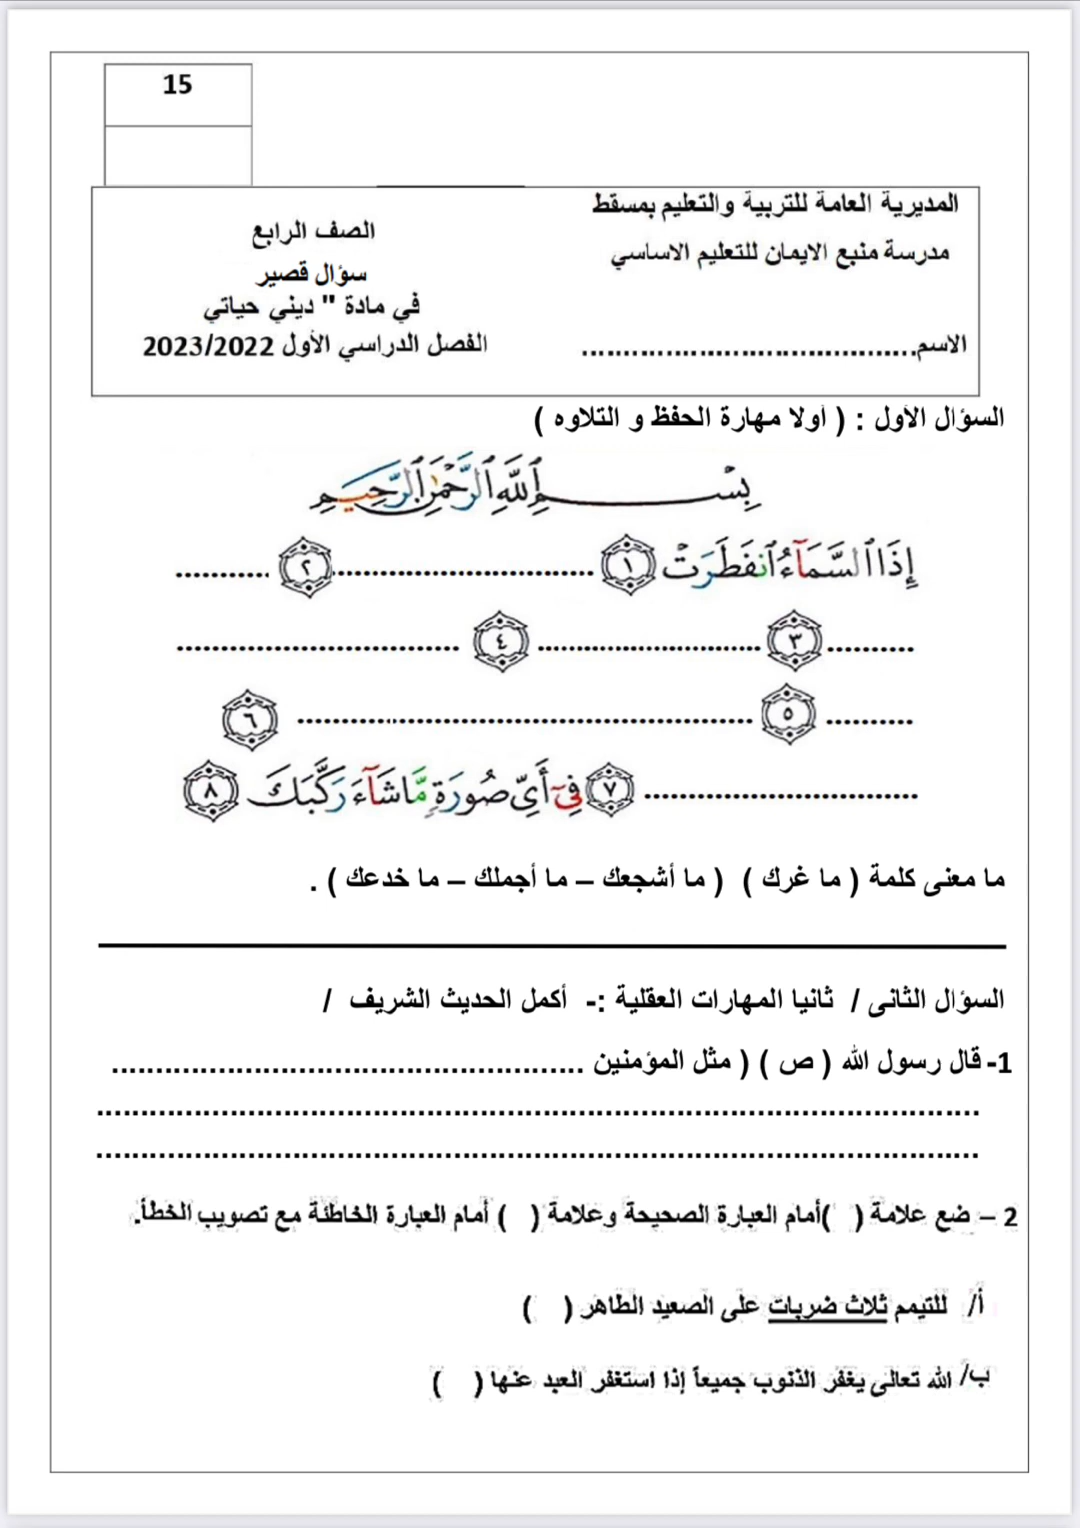 15
المديرية العامة للتربية والتعليم بمسقط
مدرسة منبع الايمان للتعليم الاساسي
الاسم.........................................
الصف الرابع
سؤال قصير
في مادة " ديني حياتي
الفصل الدراسي الأول 2023/2022
السؤال الأول : ( أولا مهارة الحفظ و التلاوه )
بِسْمِ ٱللَّهِ ٱلرَّحْمَٰنِ ٱلرَّحِيمِ
إِذَا ٱلسَّمَآءُ ٱنفَطَرَتْ ١ ................................ ٢ ............
........... ٣ ........................... ٤ ..................................
........... ٥ ....................................................... ٦
................................. ٧ فِىٓ أَىِّ صُورَةٍ مَّا شَآءَ رَكَّبَكَ ٨
ما معنى كلمة ( ما غرك ) ( ما أشجعك – ما أجملك – ما خدعك ) .
السؤال الثانى / ثانيا المهارات العقلية :- أكمل الحديث الشريف /
1- قال رسول الله ( ص ) ( مثل المؤمنين .....................................................
....................................................................................................
....................................................................................................
2 – ضع علامة ( )أمام العبارة الصحيحة وعلامة ( ) أمام العبارة الخاطئة مع تصويب الخطأ.
أ/ للتيمم ثلاث ضربات على الصعيد الطاهر ( )
ب/ الله تعالى يغفر الذنوب جميعاً إذا استغفر العبد عنها ( )